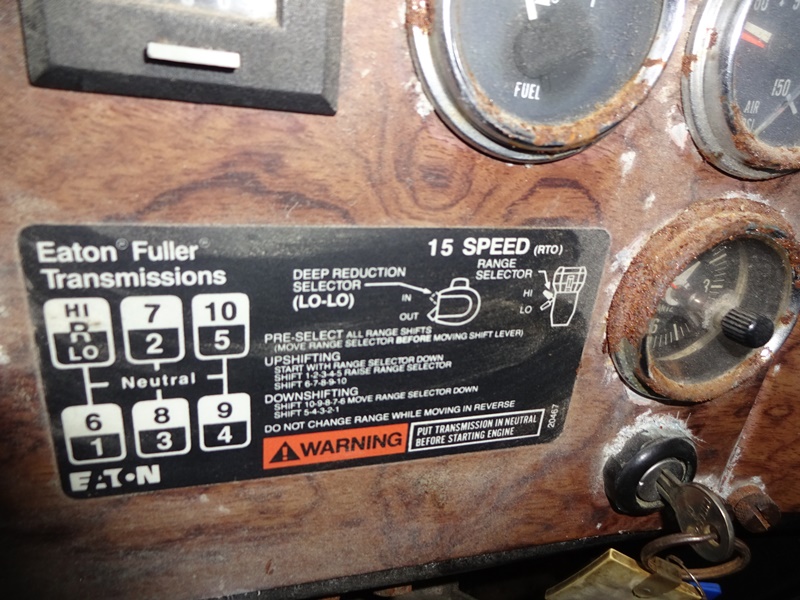 FUEL
150
AIR
PSI
Eaton® Fuller®
Transmissions
15 SPEED (RTO)
DEEP REDUCTION
SELECTOR
(LO-LO)
IN
OUT
RANGE
SELECTOR
HI
LO
HI
R
LO
7
2
10
5
Neutral
6
1
8
3
9
4
PRE-SELECT ALL RANGE SHIFTS
(MOVE RANGE SELECTOR BEFORE MOVING SHIFT LEVER)
UPSHIFTING
START WITH RANGE SELECTOR DOWN
SHIFT 1-2-3-4-5 RAISE RANGE SELECTOR
SHIFT 6-7-8-9-10
DOWNSHIFTING
SHIFT 10-9-8-7-6 MOVE RANGE SELECTOR DOWN
SHIFT 5-4-3-2-1
DO NOT CHANGE RANGE WHILE MOVING IN REVERSE
WARNING
PUT TRANSMISSION IN NEUTRAL
BEFORE STARTING ENGINE
20467
EATON